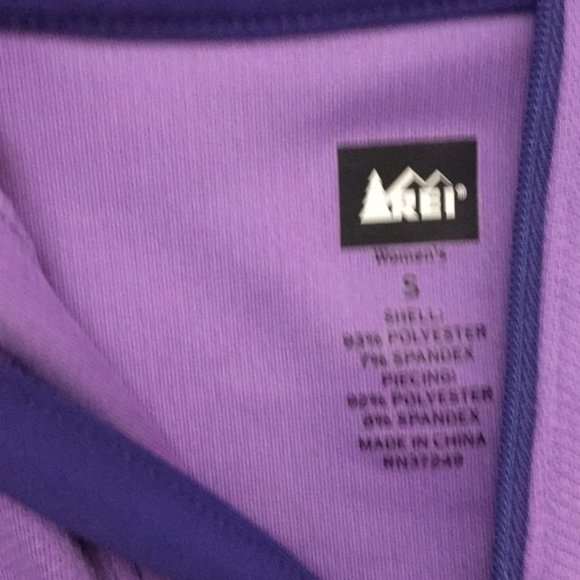 REI
Women's
S
SHELL:
93% POLYESTER
7% SPANDEX
PIECING:
92% POLYESTER
8% SPANDEX
MADE IN CHINA
RN37249